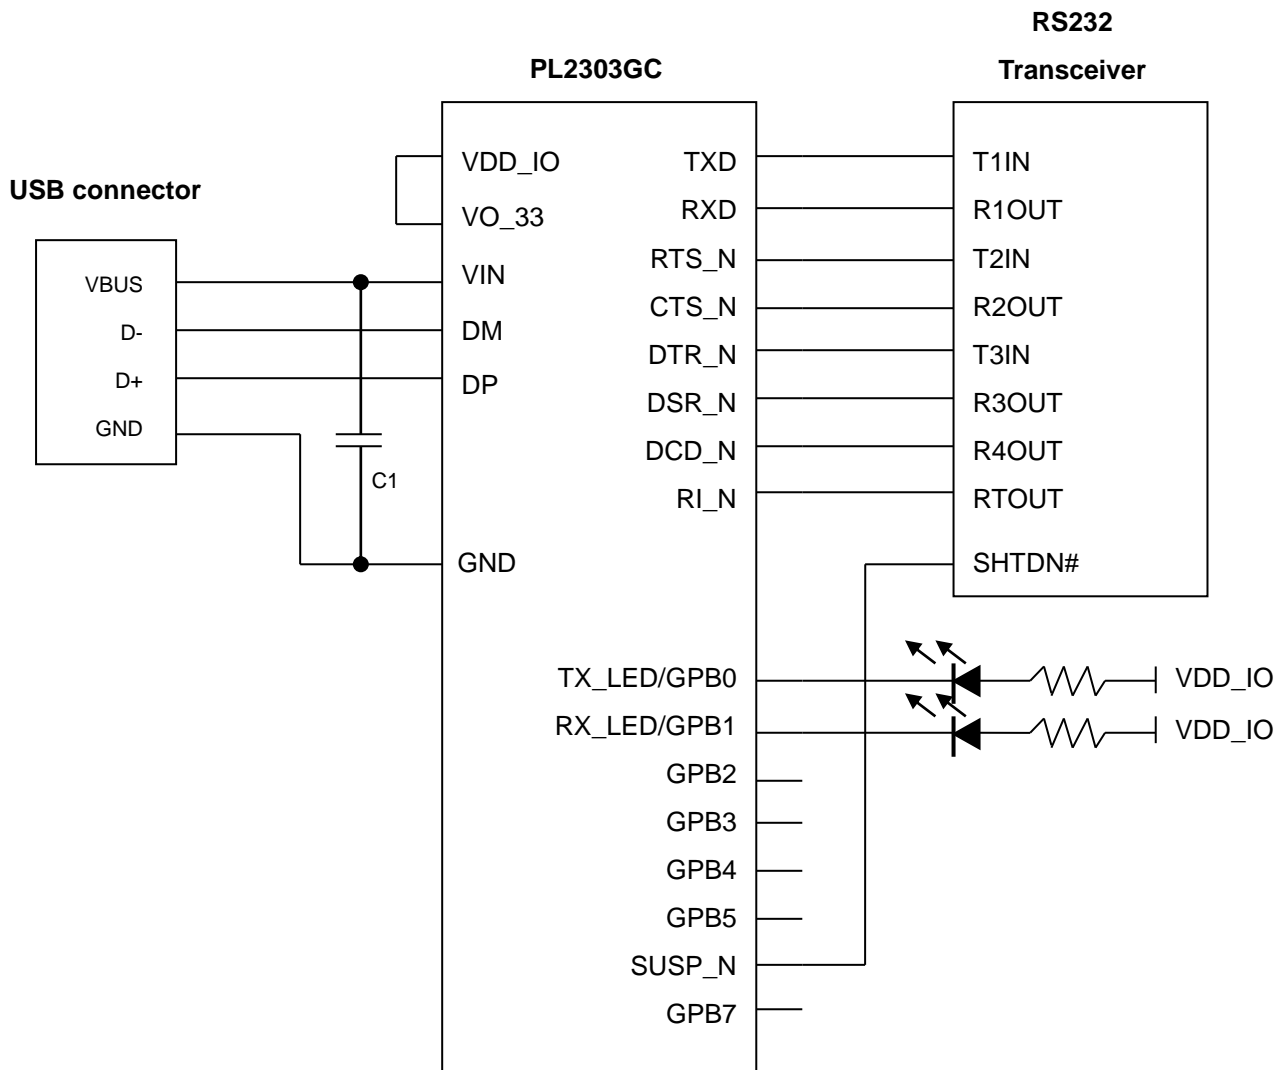 RS232
Transceiver
PL2303GC
USB connector
VBUS
D-
D+
GND
C1
VDD_IO
VO_33
VIN
DM
DP
GND
TXD
RXD
RTS_N
CTS_N
DTR_N
DSR_N
DCD_N
RI_N
TX_LED/GPB0
RX_LED/GPB1
GPB2
GPB3
GPB4
GPB5
SUSP_N
GPB7
T1IN
R1OUT
T2IN
R2OUT
T3IN
R3OUT
R4OUT
RTOUT
SHTDN#
VDD_IO
VDD_IO